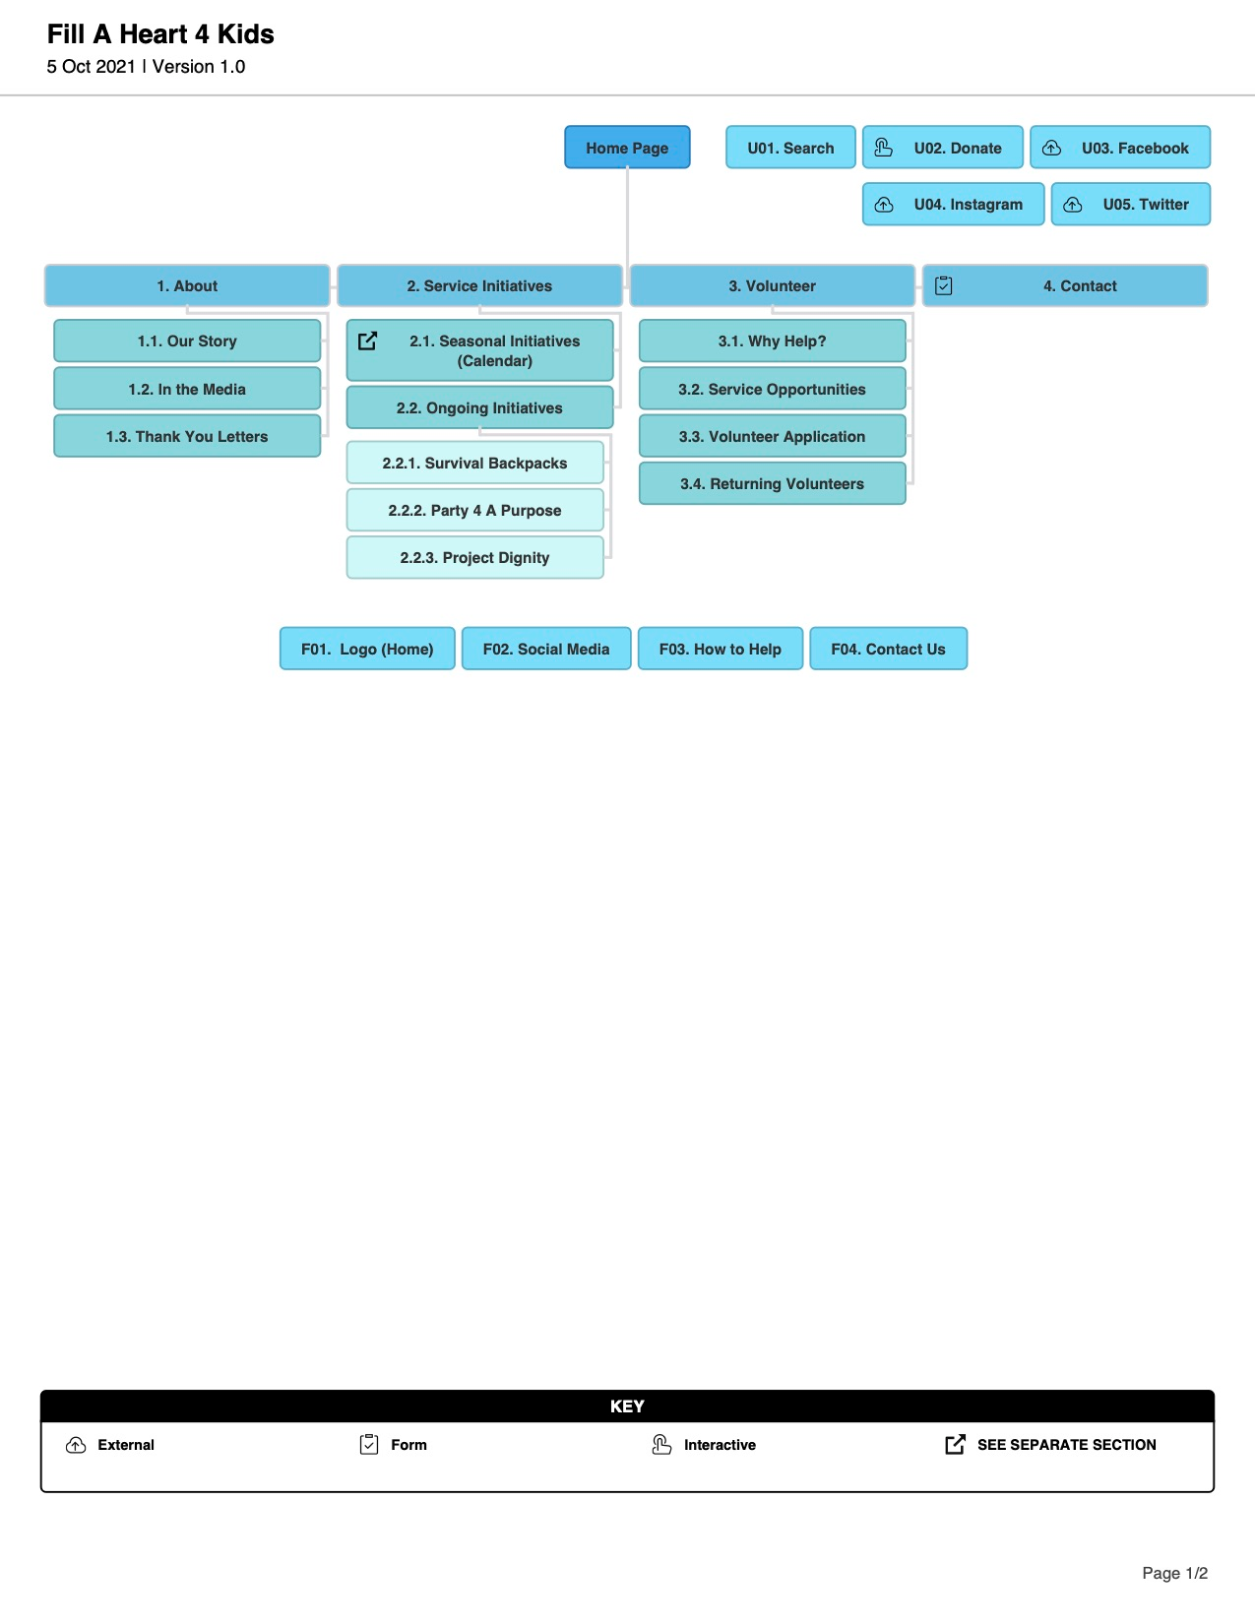 Fill A Heart 4 Kids
5 Oct 2021 | Version 1.0
Home Page
U01. Search
U02. Donate
U03. Facebook
U04. Instagram
U05. Twitter
1. About
2. Service Initiatives
3. Volunteer
4. Contact
1.1. Our Story
1.2. In the Media
1.3. Thank You Letters
2.1. Seasonal Initiatives
(Calendar)
2.2. Ongoing Initiatives
2.2.1. Survival Backpacks
2.2.2. Party 4 A Purpose
2.2.3. Project Dignity
3.1. Why Help?
3.2. Service Opportunities
3.3. Volunteer Application
3.4. Returning Volunteers
F01. Logo (Home)
F02. Social Media
F03. How to Help
F04. Contact Us
KEY
External
Form
Interactive
SEE SEPARATE SECTION
Page 1/2